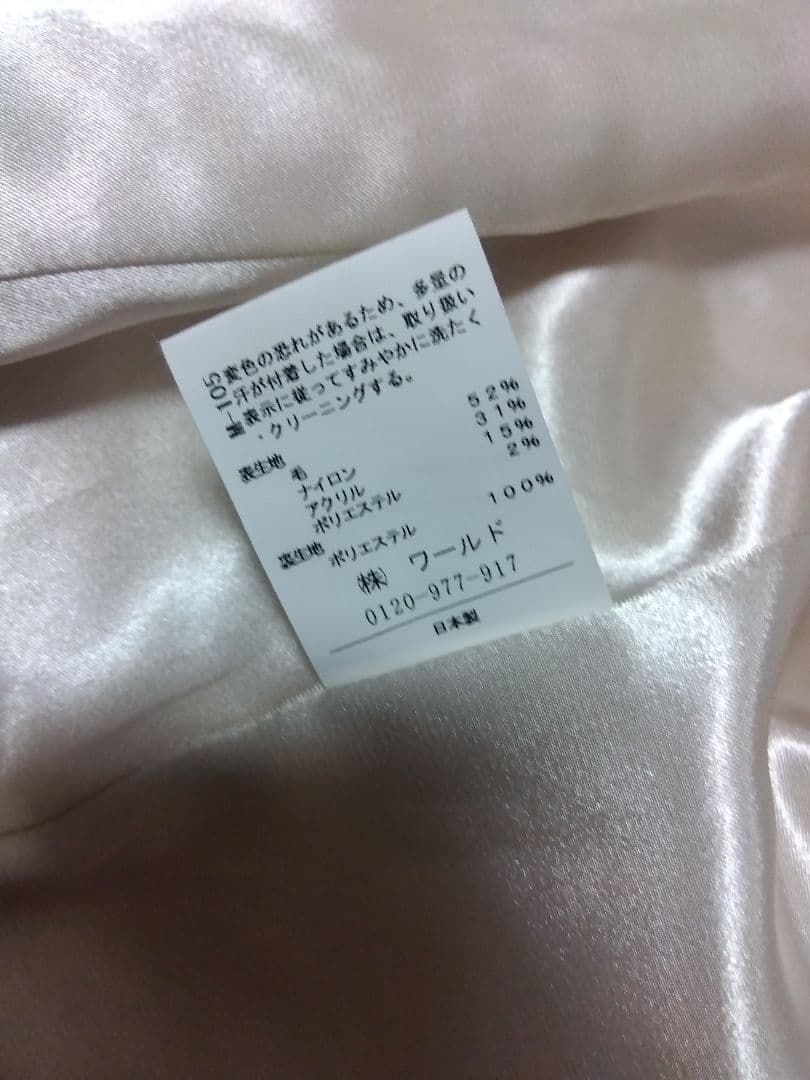 変色の恐れがあるため、多量の
汗が付着した場合は、取り扱い
表示に従ってすみやかに洗たく
・クリーニングする。
表生地
毛 52%
ナイロン 31%
アクリル 15%
ポリエステル 2%
裏生地
ポリエステル 100%
㈱ ワールド
0120-977-917
日本製